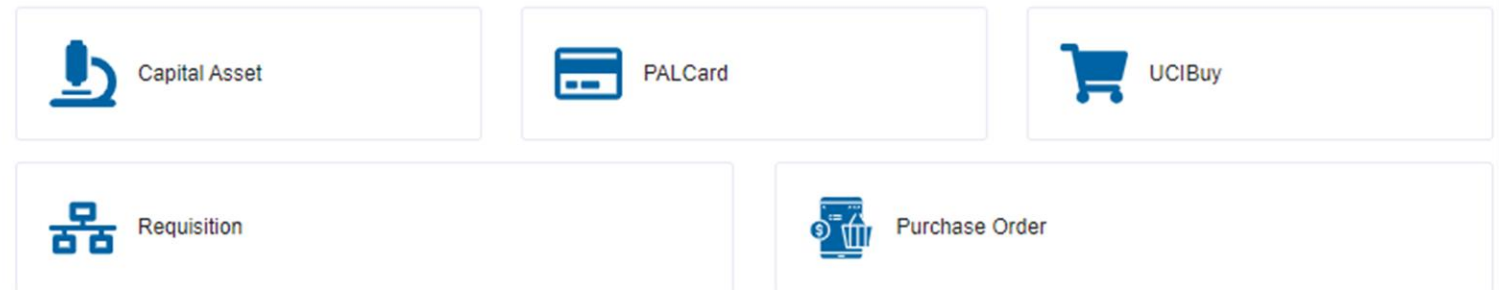 Capital Asset
PALCard
UCIBuy
Requisition
Purchase Order